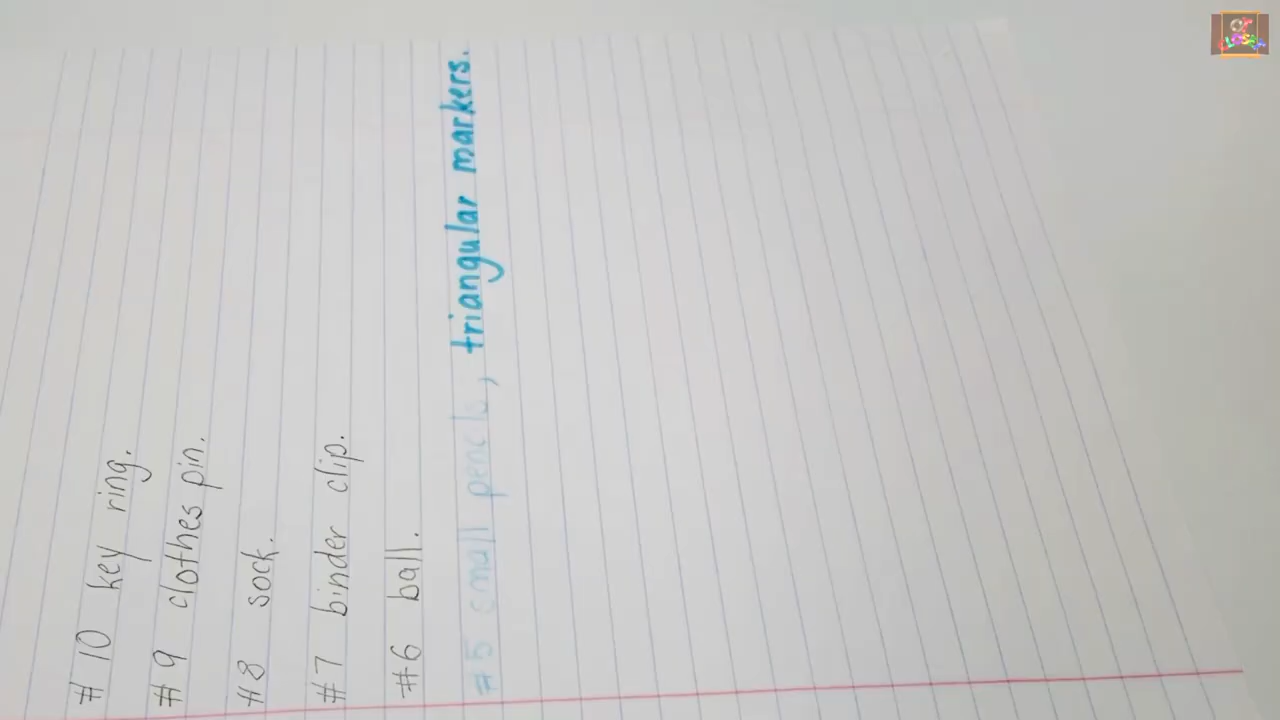 # 10 key ring.
# 9 clothes pin.
# 8 sock.
# 7 binder clip.
#6 ball.
#5 small pencils, triangular markers.